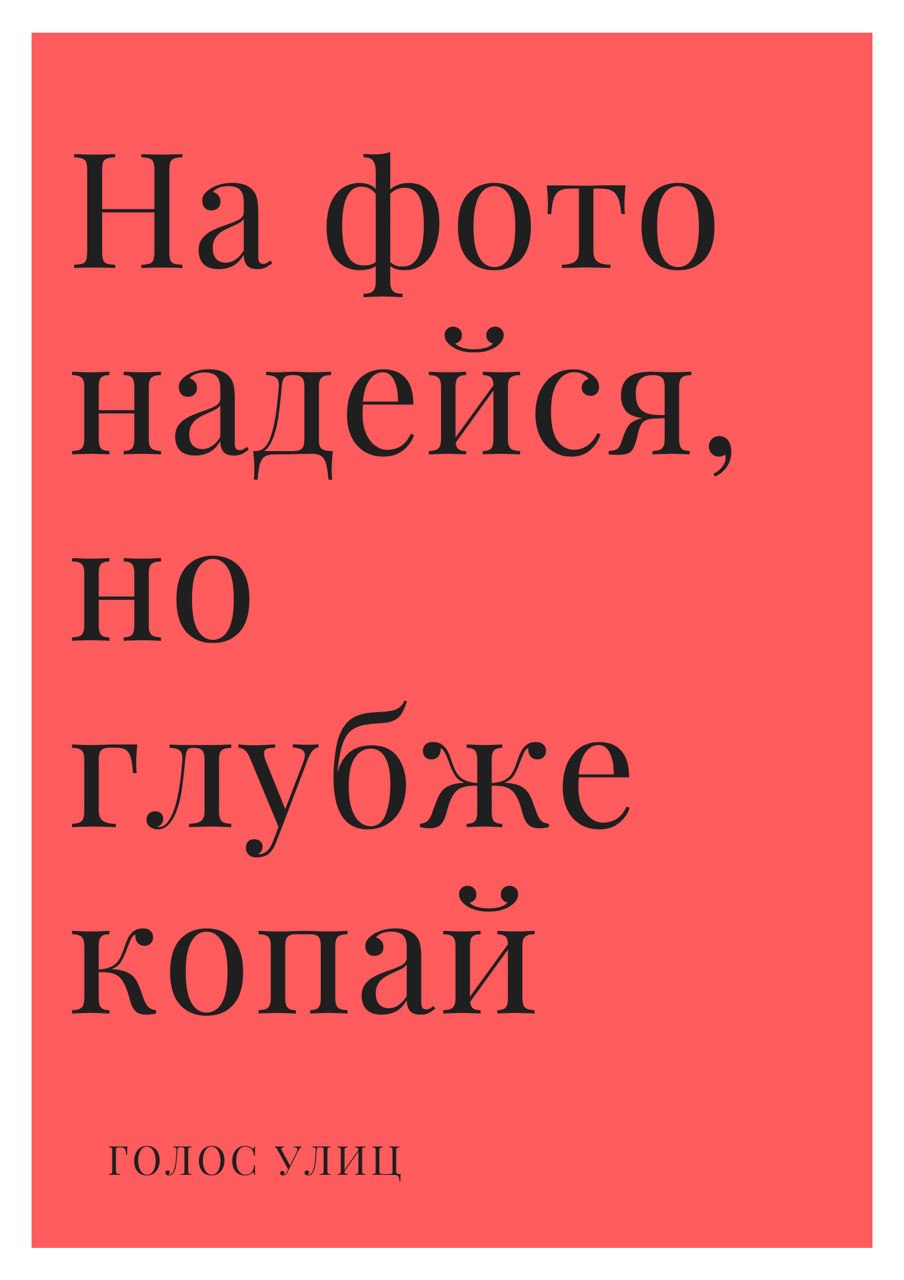 На фото
надейся,
но
глубже
копай
ГОЛОС УЛИЦ